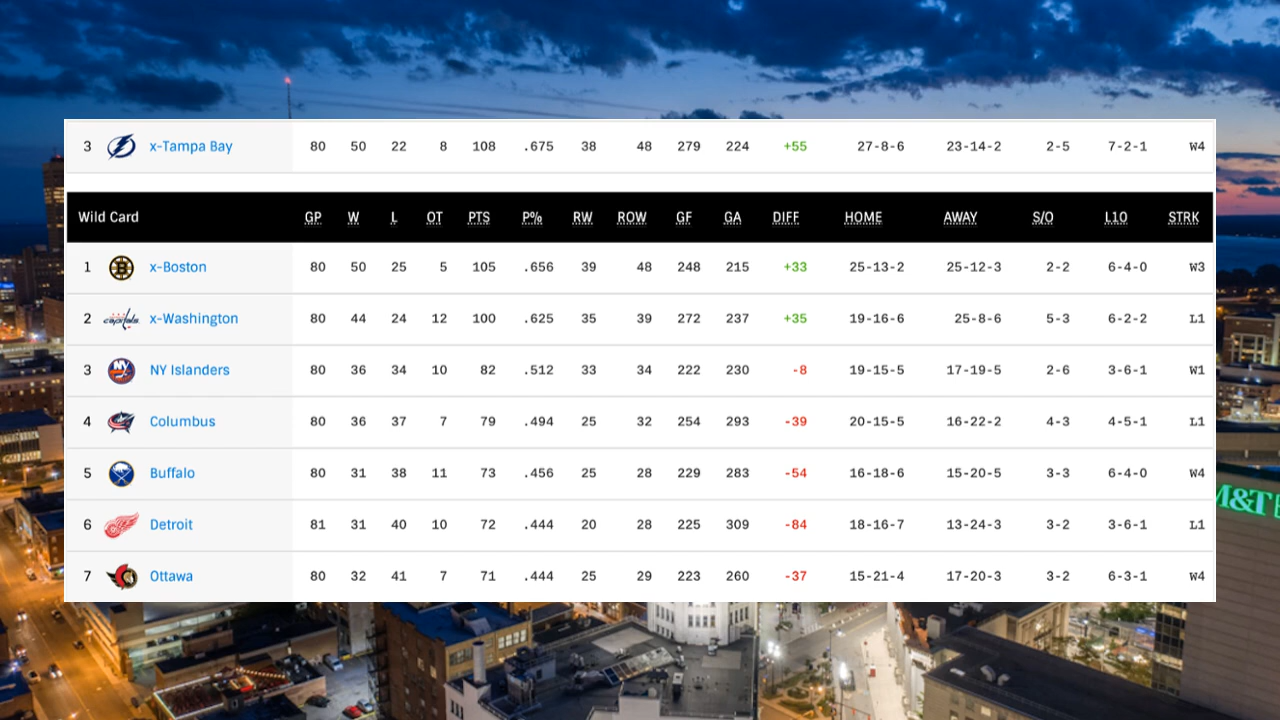 3 x-Tampa Bay 80 50 22 8 108 .675 38 48 279 224 +55 27-8-6 23-14-2 2-5 7-2-1 W4
Wild Card GP W L OT PTS P% RW ROW GF GA DIFF HOME AWAY S/O L10 STRK
1 B x-Boston 80 50 25 5 105 .656 39 48 248 215 +33 25-13-2 25-12-3 2-2 6-4-0 W3
2 capitals x-Washington 80 44 24 12 100 .625 35 39 272 237 +35 19-16-6 25-8-6 5-3 6-2-2 L1
3 NY NY Islanders 80 36 34 10 82 .512 33 34 222 230 -8 19-15-5 17-19-5 2-6 3-6-1 W1
4 Columbus 80 36 37 7 79 .494 25 32 254 293 -39 20-15-5 16-22-2 4-3 4-5-1 L1
5 Buffalo 80 31 38 11 73 .456 25 28 229 283 -54 16-18-6 15-20-5 3-3 6-4-0 W4
6 Detroit 81 31 40 10 72 .444 20 28 225 309 -84 18-16-7 13-24-3 3-2 3-6-1 L1
M&T
7 Ottawa 80 32 41 7 71 .444 25 29 223 260 -37 15-21-4 17-20-3 3-2 6-3-1 W4